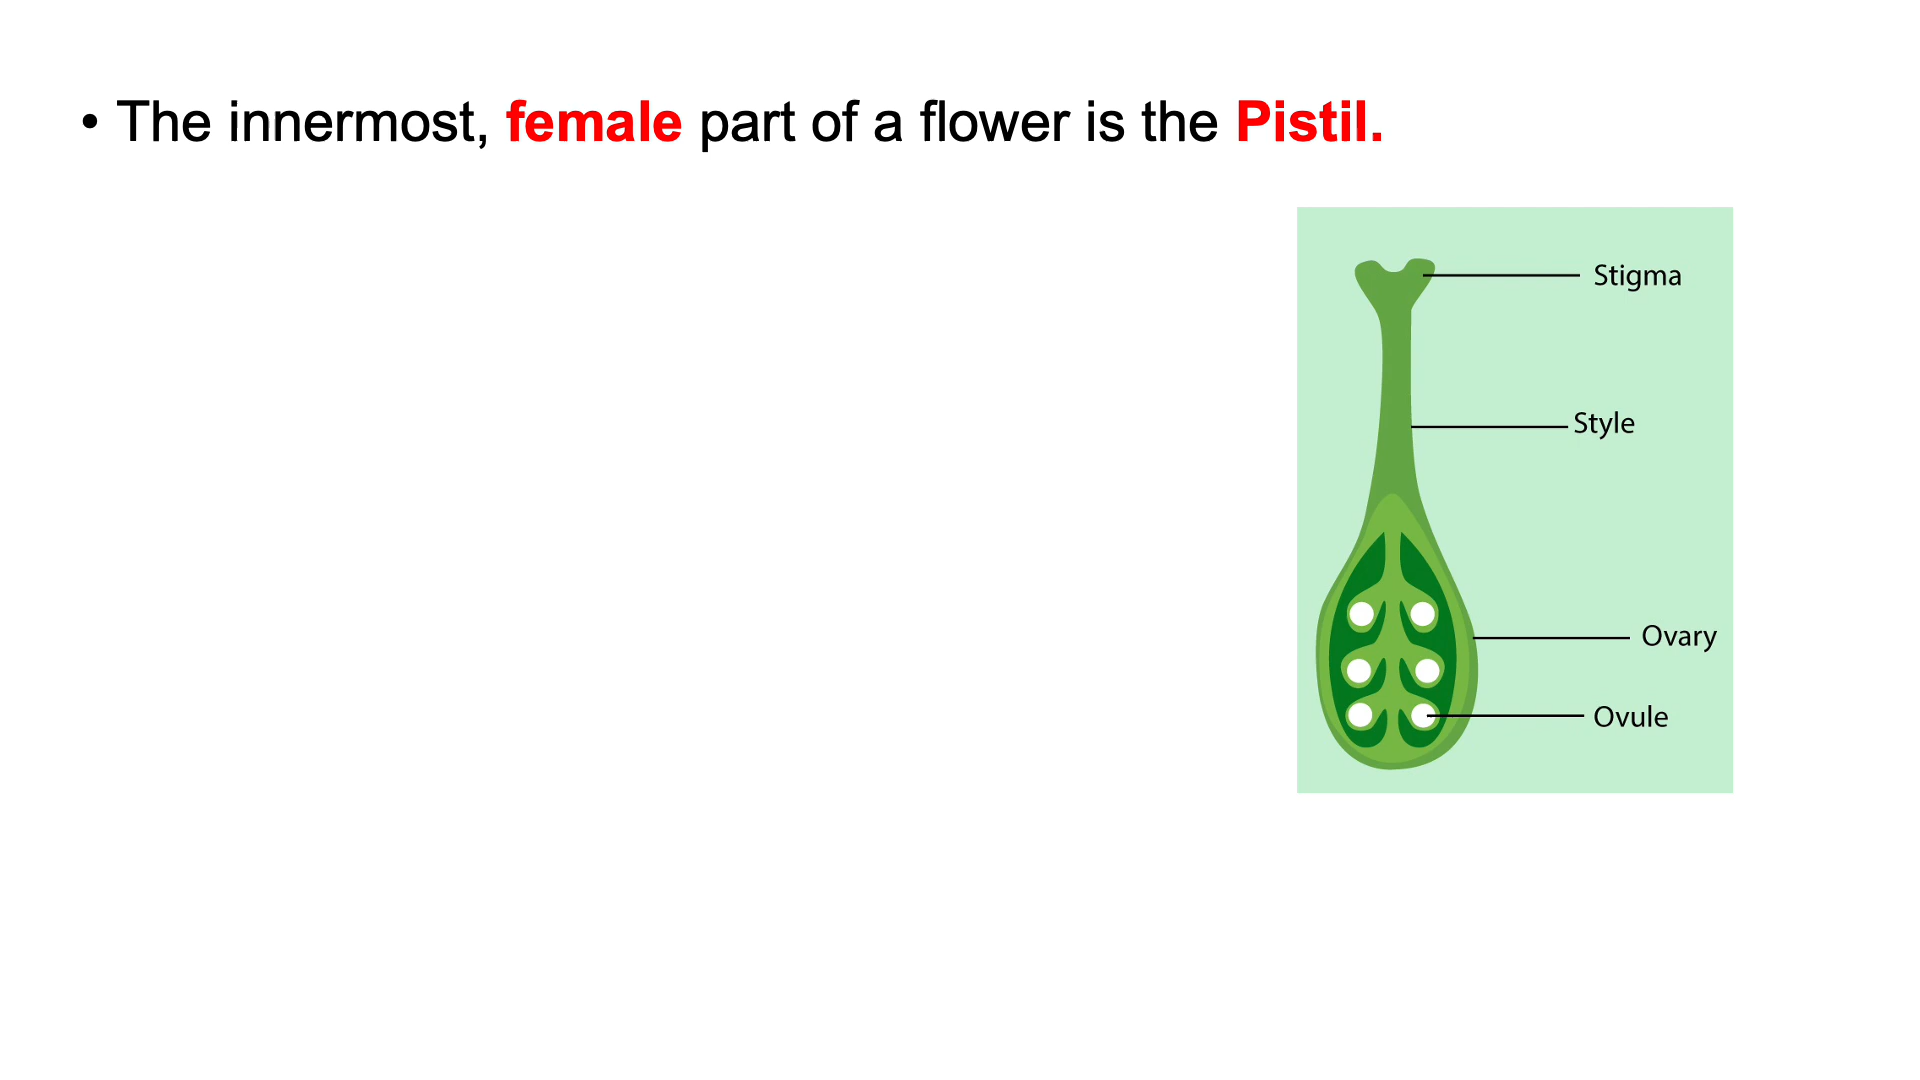 • The innermost, female part of a flower is the Pistil.
Stigma
Style
Ovary
Ovule